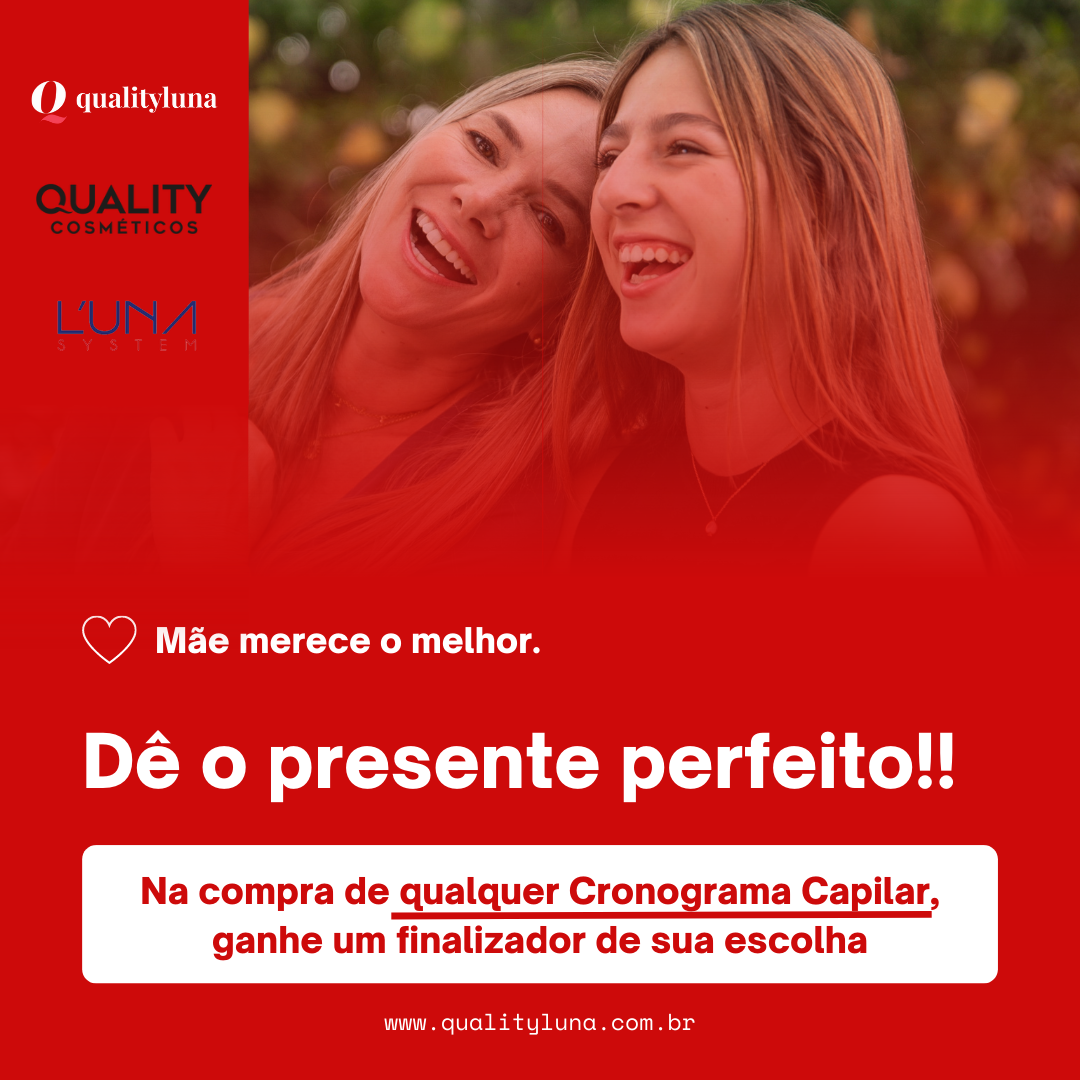 qualityluna
QUALITY
COSMÉTICOS
L'UNA
SYSTEM
Mãe merece o melhor.
Dê o presente perfeito!!
Na compra de qualquer Cronograma Capilar,
ganhe um finalizador de sua escolha
www.qualityluna.com.br